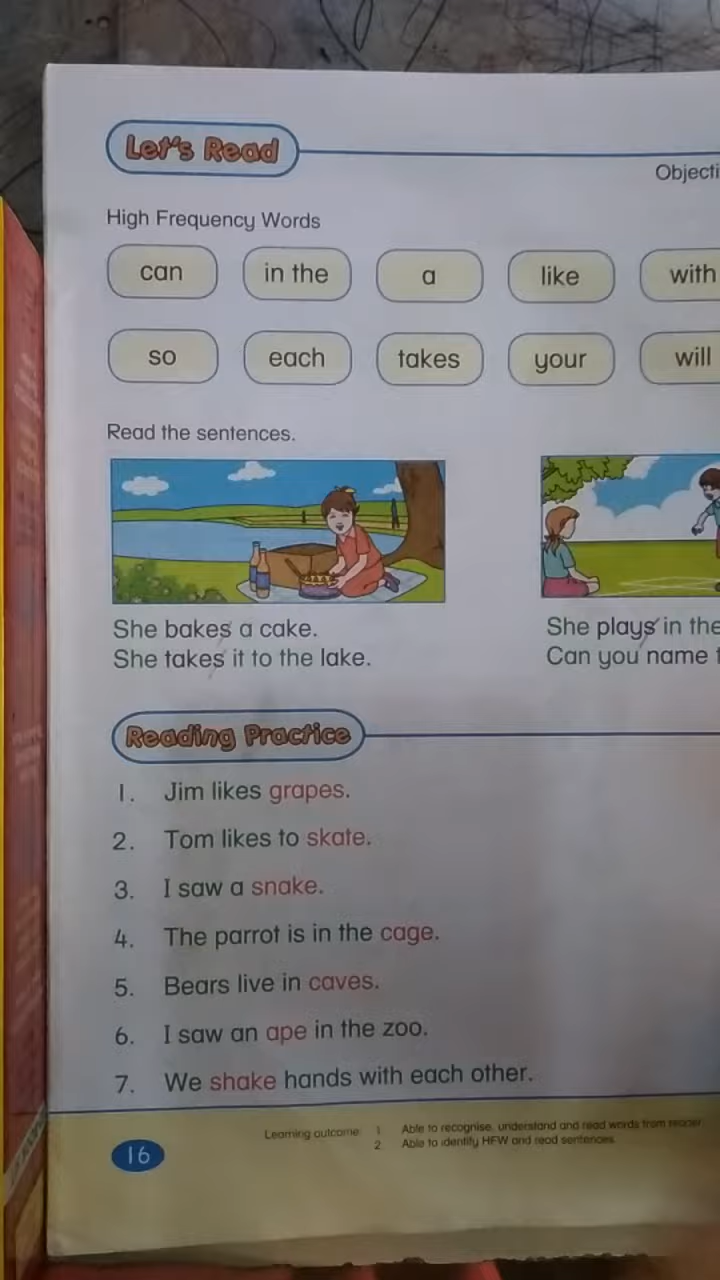 Let's Read
Objecti
High Frequency Words
can in the a like with
so each takes your will
Read the sentences.
She bakes a cake.
She takes it to the lake.
She plays in the
Can you name t
Reading Practice
1. Jim likes grapes.
2. Tom likes to skate.
3. I saw a snake.
4. The parrot is in the cage.
5. Bears live in caves.
6. I saw an ape in the zoo.
7. We shake hands with each other.
Learning outcome: 1 Able to recognise, understand and read words from reader.
2 Able to identify HFW and read sentences.
16